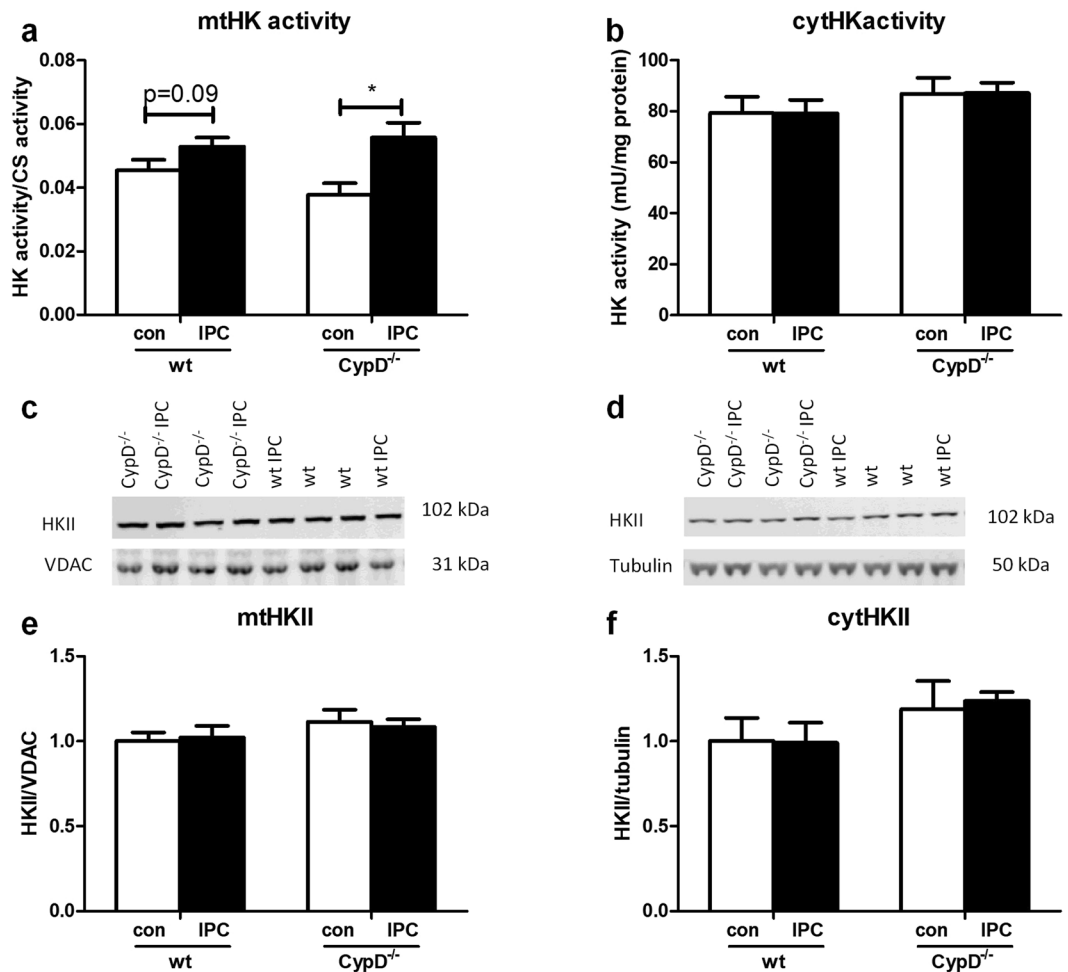 a
mtHK activity
HK activity/CS activity
0.08
0.06
0.04
0.02
0.00
p=0.09
*
con IPC con IPC
wt CypD-/-
b
cytHKactivity
HK activity (mU/mg protein)
100
80
60
40
20
0
con IPC con IPC
wt CypD-/-
c
CypD-/-
CypD-/- IPC
CypD-/-
CypD-/- IPC
wt IPC
wt
wt
wt IPC
HKII 102 kDa
VDAC 31 kDa
d
CypD-/-
CypD-/- IPC
CypD-/-
CypD-/- IPC
wt IPC
wt
wt
wt IPC
HKII 102 kDa
Tubulin 50 kDa
e
mtHKII
HKII/VDAC
1.5
1.0
0.5
0.0
con IPC con IPC
wt CypD-/-
f
cytHKII
HKII/tubulin
1.5
1.0
0.5
0.0
con IPC con IPC
wt CypD-/-